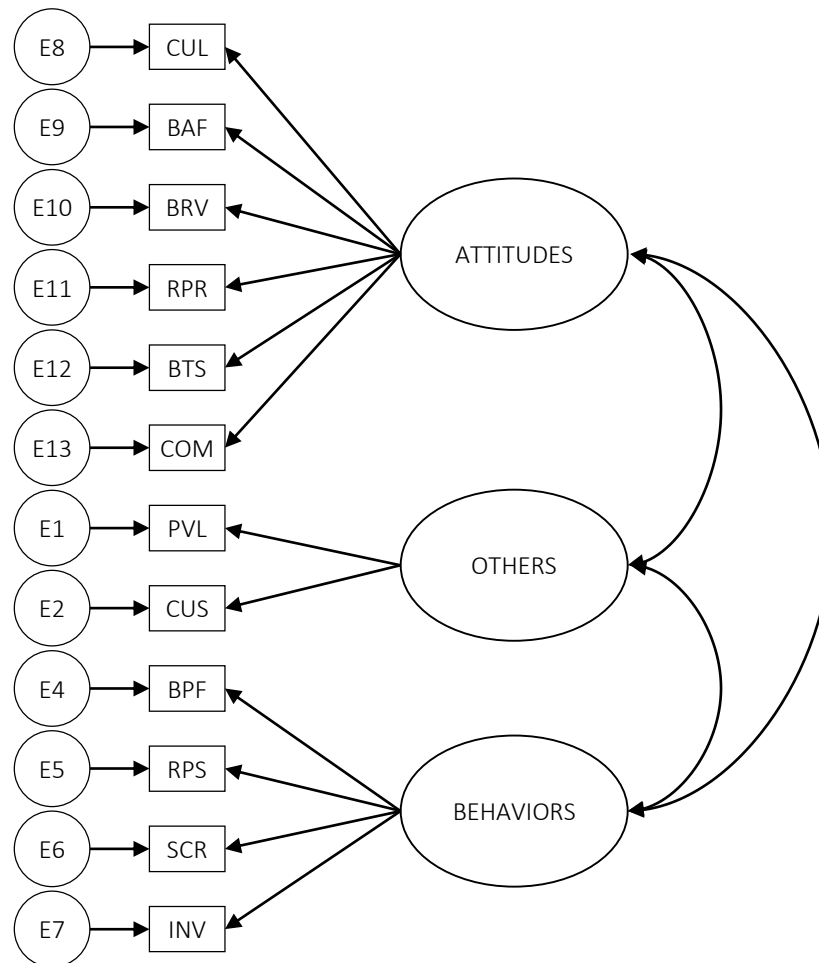 E8 CUL
E9 BAF
E10 BRV
ATTITUDES
E11 RPR
E12 BTS
E13 COM
E1 PVL
OTHERS
E2 CUS
E4 BPF
E5 RPS
BEHAVIORS
E6 SCR
E7 INV